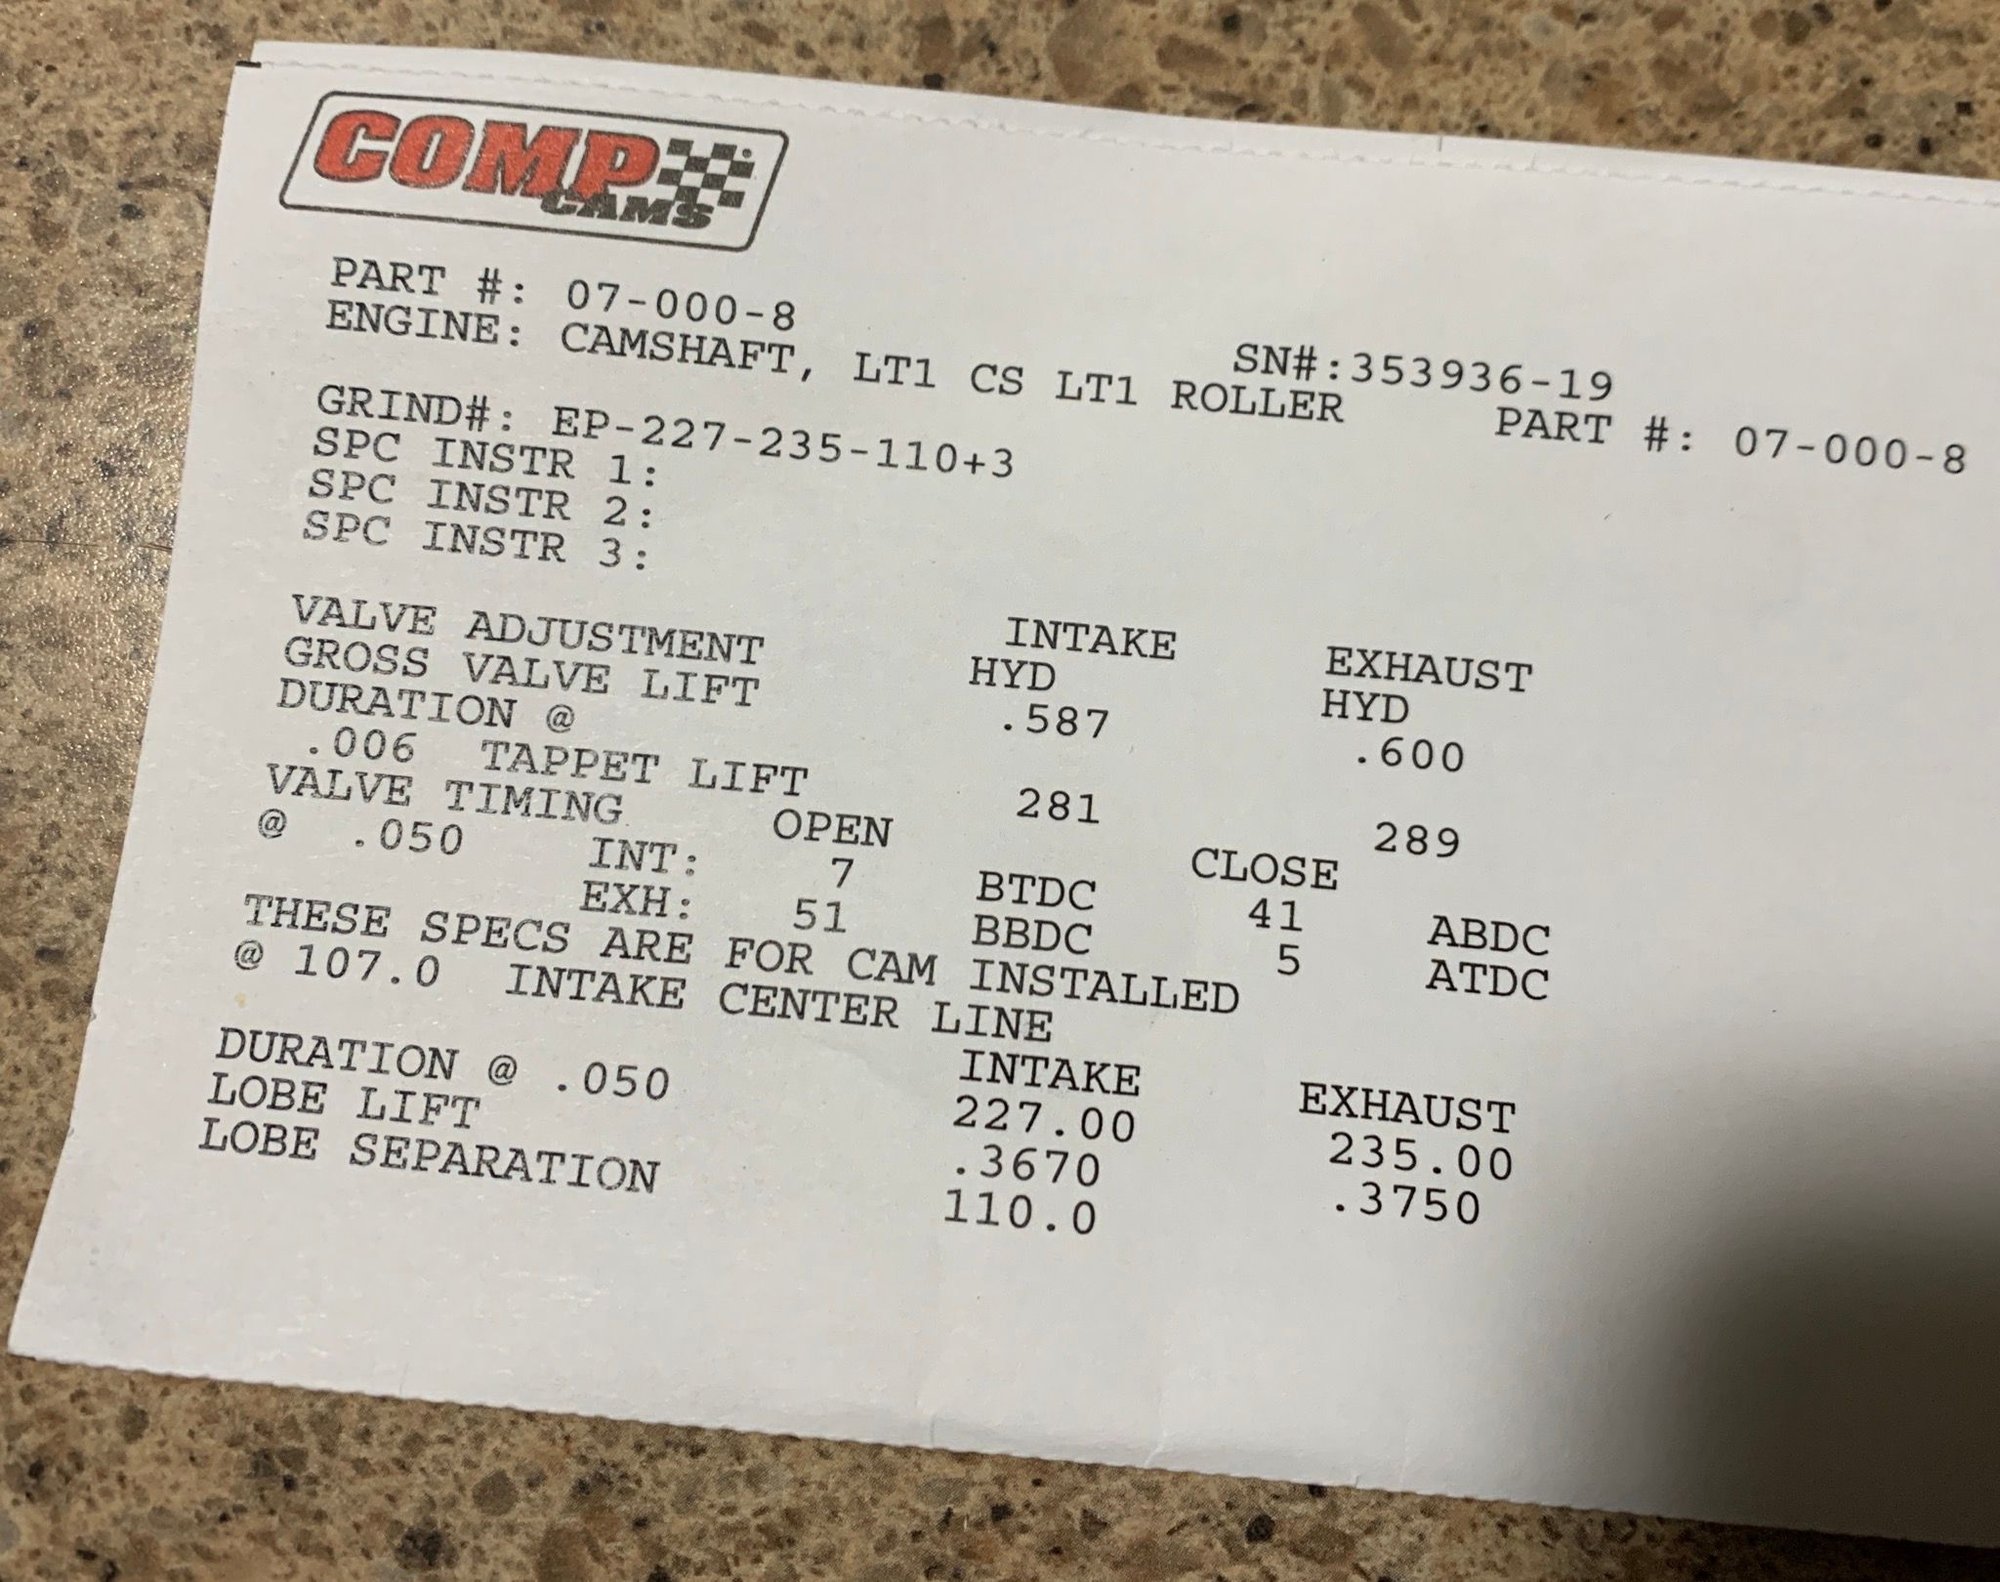 COMP
CAMS
PART #: 07-000-8
SN#:353936-19
ENGINE: CAMSHAFT, LT1 CS LT1 ROLLER PART #: 07-000-8
GRIND#: EP-227-235-110+3
SPC INSTR 1:
SPC INSTR 2:
SPC INSTR 3:
INTAKE EXHAUST
VALVE ADJUSTMENT HYD HYD
GROSS VALVE LIFT .587 .600
DURATION @
.006 TAPPET LIFT 281 289
VALVE TIMING OPEN CLOSE
@ .050 INT: 7 BTDC 41 ABDC
EXH: 51 BBDC 5 ATDC
THESE SPECS ARE FOR CAM INSTALLED
@ 107.0 INTAKE CENTER LINE
INTAKE EXHAUST
DURATION @ .050 227.00 235.00
LOBE LIFT .3670 .3750
LOBE SEPARATION 110.0